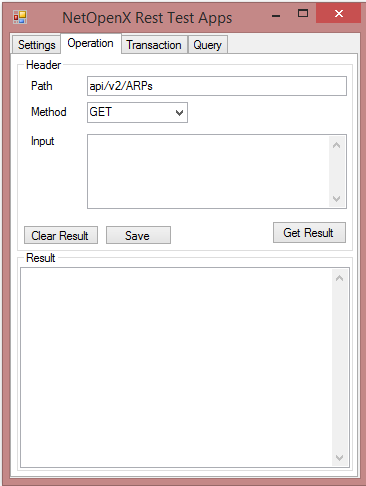 NetOpenX Rest Test Apps
Settings Operation Transaction Query
Header
Path api/v2/ARPs
Method GET
Input
Clear Result Save Get Result
Result